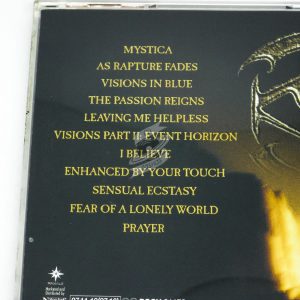 MYSTICA
AS RAPTURE FADES
VISIONS IN BLUE
THE PASSION REIGNS
LEAVING ME HELPLESS
VISIONS PART II: EVENT HORIZON
I BELIEVE
ENHANCED BY YOUR TOUCH
SENSUAL ECSTASY
FEAR OF A LONELY WORLD
PRAYER